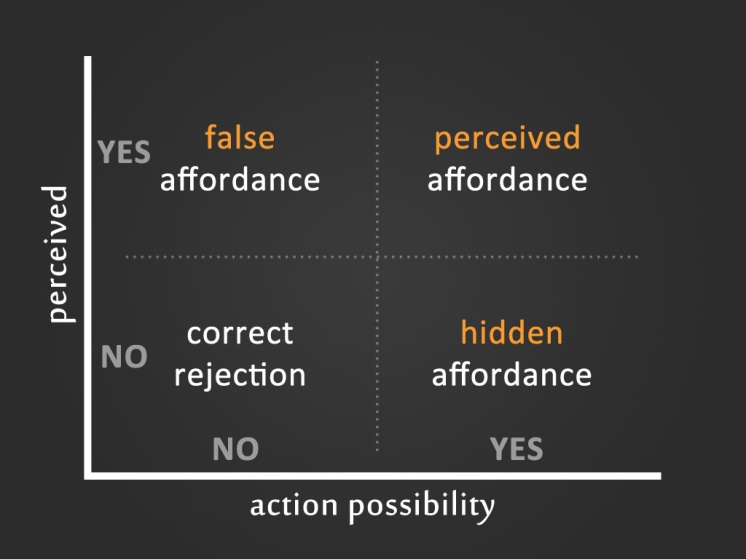 perceived
YES
false
affordance
perceived
affordance
NO
correct
rejection
hidden
affordance
NO
YES
action possibility